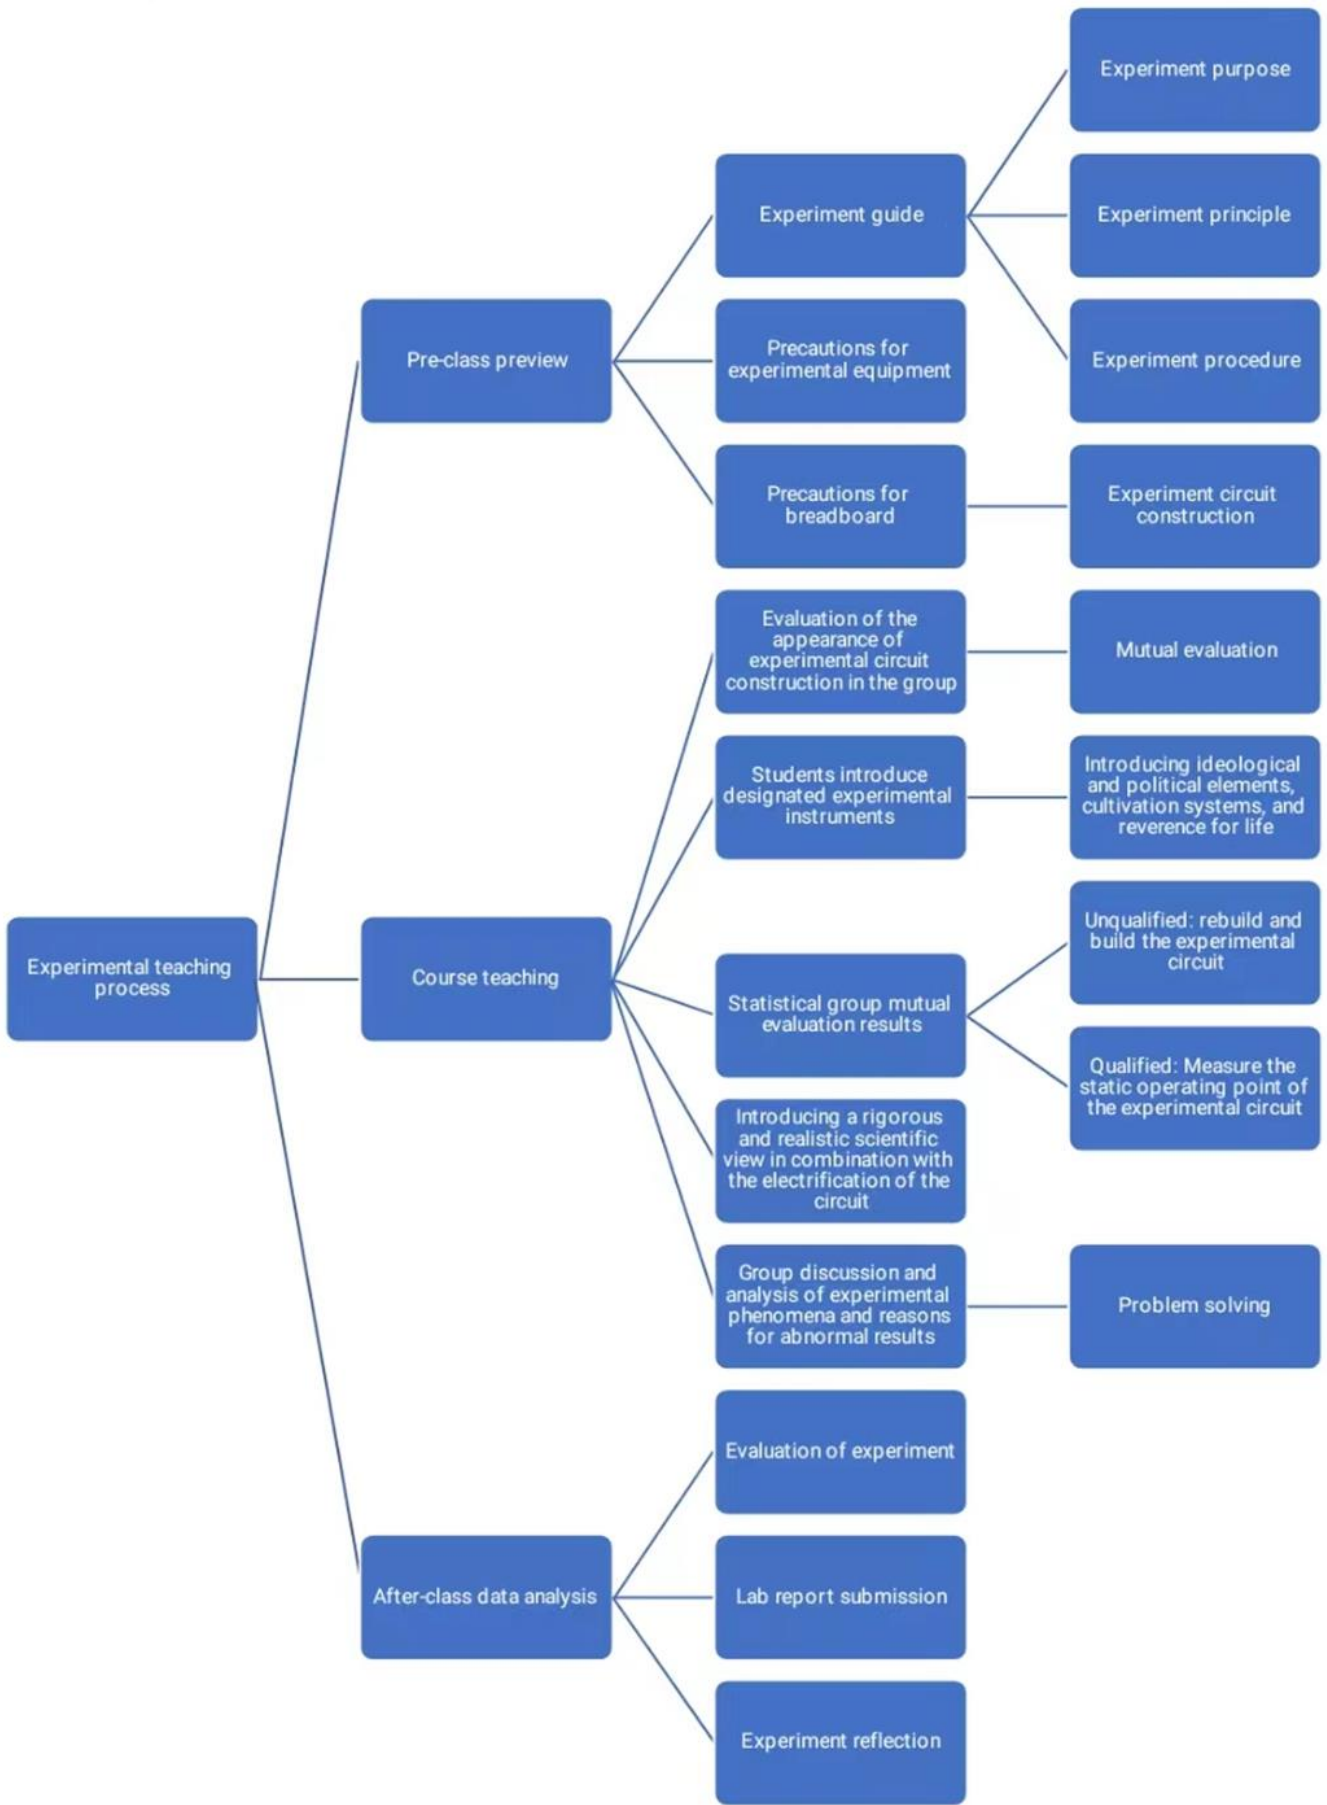 Experiment purpose
Experiment guide
Experiment principle
Pre-class preview
Precautions for
experimental equipment
Experiment procedure
Precautions for
breadboard
Experiment circuit
construction
Evaluation of the
appearance of
experimental circuit
construction in the group
Mutual evaluation
Students introduce
designated experimental
instruments
Introducing ideological
and political elements,
cultivation systems, and
reverence for life
Experimental teaching
process
Course teaching
Statistical group mutual
evaluation results
Unqualified: rebuild and
build the experimental
circuit
Qualified: Measure the
static operating point of
the experimental circuit
Introducing a rigorous
and realistic scientific
view in combination with
the electrification of the
circuit
Group discussion and
analysis of experimental
phenomena and reasons
for abnormal results
Problem solving
Evaluation of experiment
After-class data analysis
Lab report submission
Experiment reflection